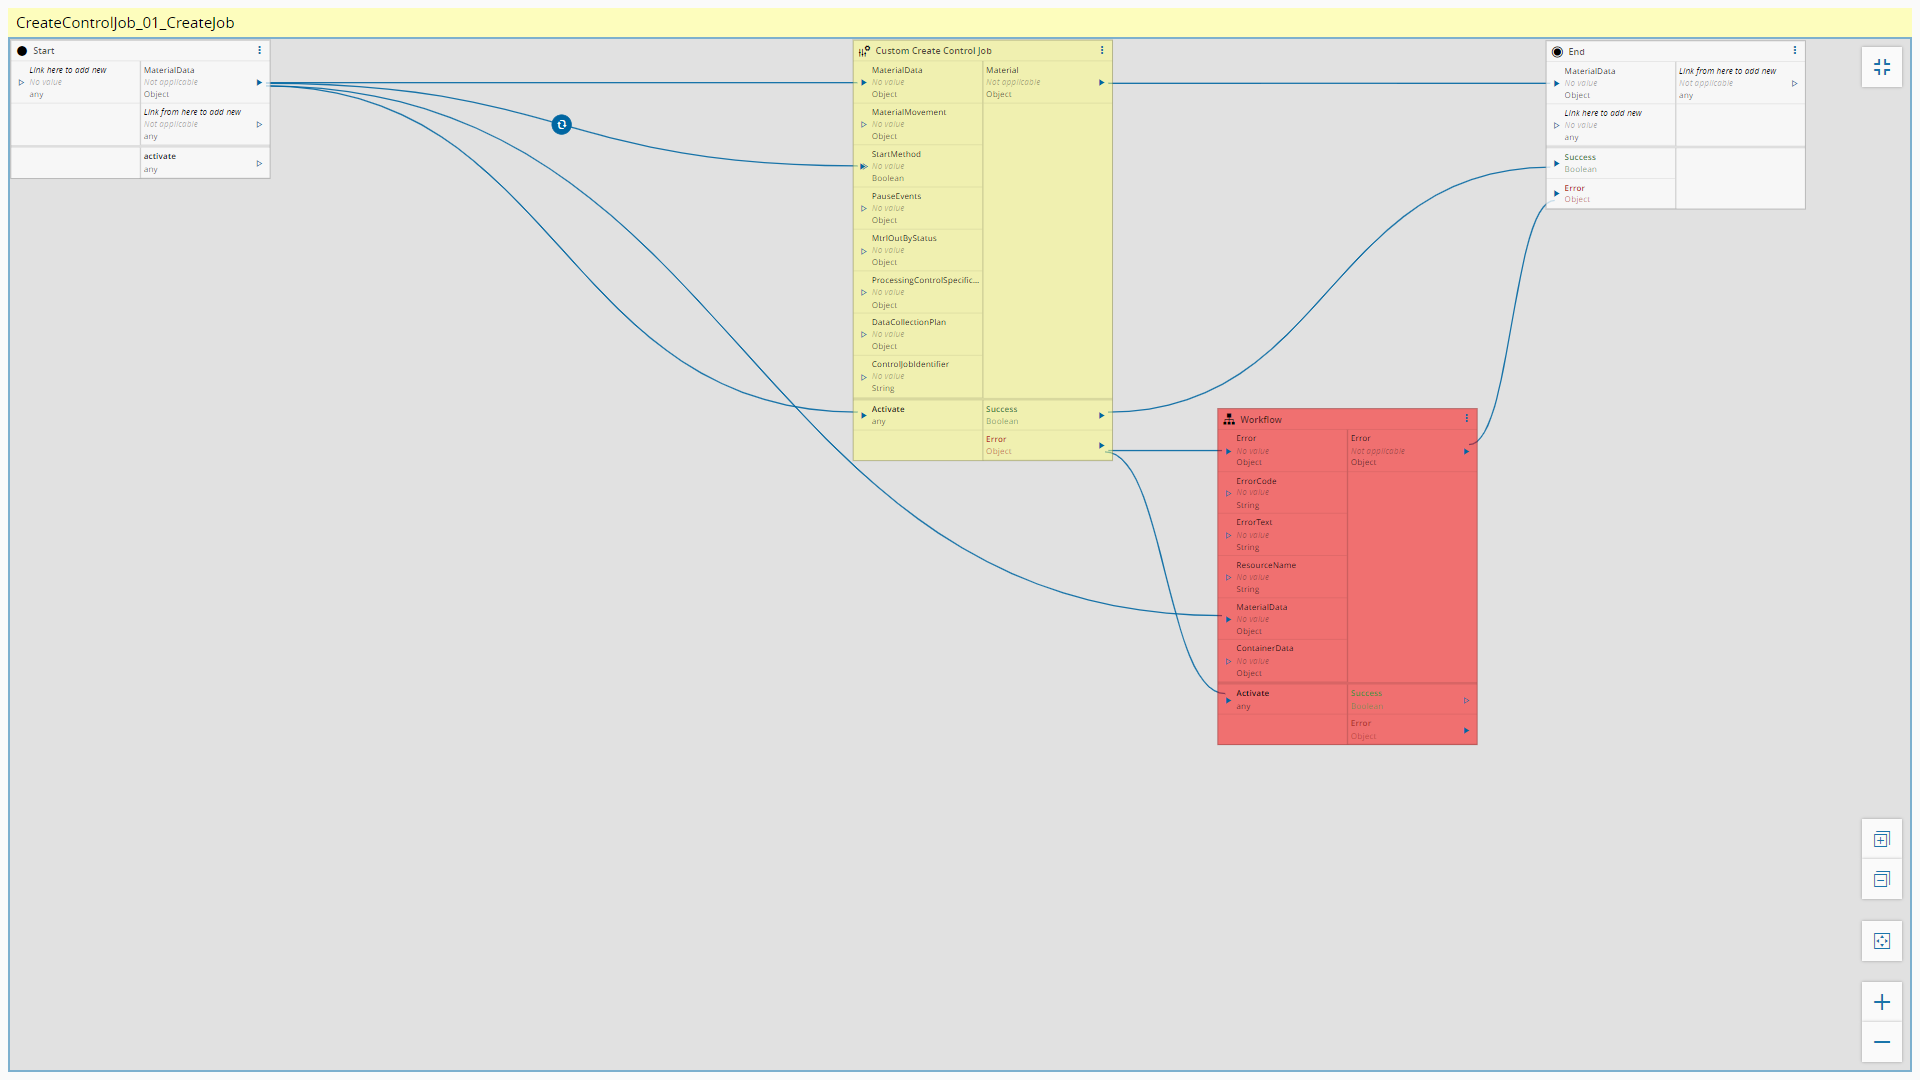 CreateControlJob_01_CreateJob
Start
Link here to add new
No value
any
MaterialData
Not applicable
Object
Link from here to add new
Not applicable
any
activate
any
Custom Create Control Job
MaterialData
No value
Object
Material
Not applicable
Object
MaterialMovement
No value
Object
StartMethod
No value
Boolean
PauseEvents
No value
Object
MtrlOutByStatus
No value
Object
ProcessingControlSpecific...
No value
Object
DataCollectionPlan
No value
Object
ControlJobIdentifier
No value
String
Activate
any
Success
Boolean
Error
Object
Workflow
Error
No value
Object
Error
Not applicable
Object
ErrorCode
No value
String
ErrorText
No value
String
ResourceName
No value
String
MaterialData
No value
Object
ContainerData
No value
Object
Activate
any
Success
Boolean
Error
Object
End
MaterialData
No value
Object
Link from here to add new
Not applicable
any
Link here to add new
No value
any
Success
Boolean
Error
Object